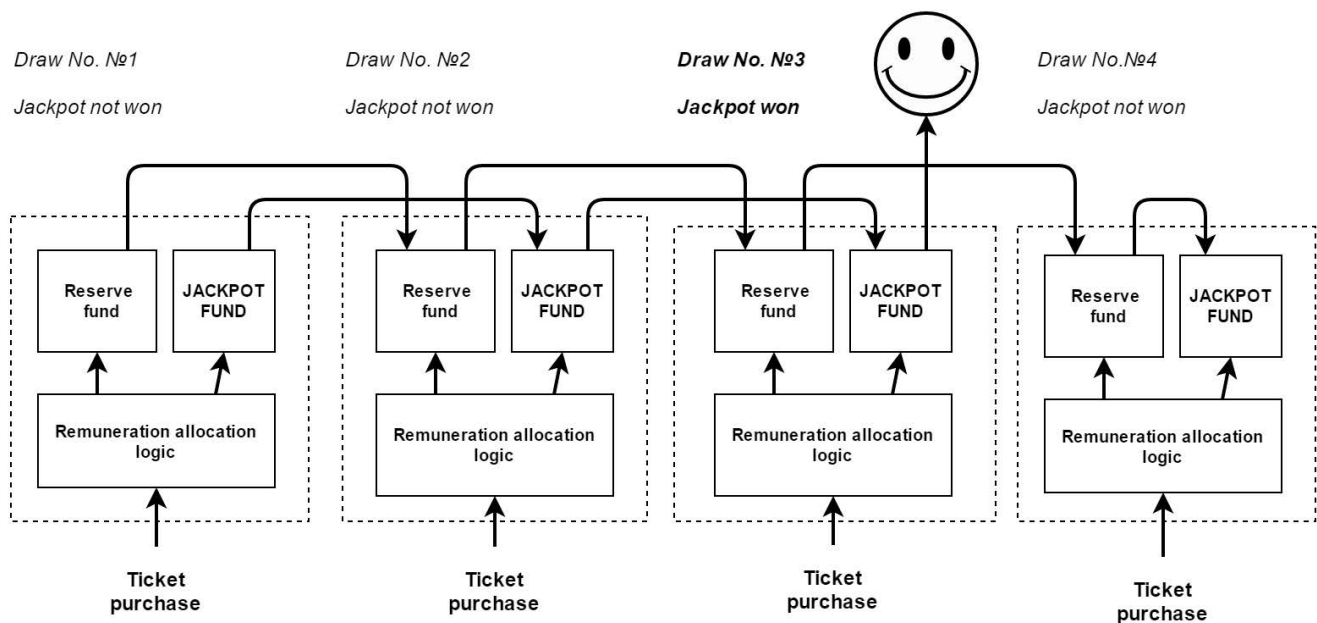 Draw No. №1
Jackpot not won
Draw No. №2
Jackpot not won
Draw No. №3
Jackpot won
Draw No.№4
Jackpot not won
Reserve
fund
JACKPOT
FUND
Remuneration allocation
logic
Ticket
purchase
Reserve
fund
JACKPOT
FUND
Remuneration allocation
logic
Ticket
purchase
Reserve
fund
JACKPOT
FUND
Remuneration allocation
logic
Ticket
purchase
Reserve
fund
JACKPOT
FUND
Remuneration allocation
logic
Ticket
purchase